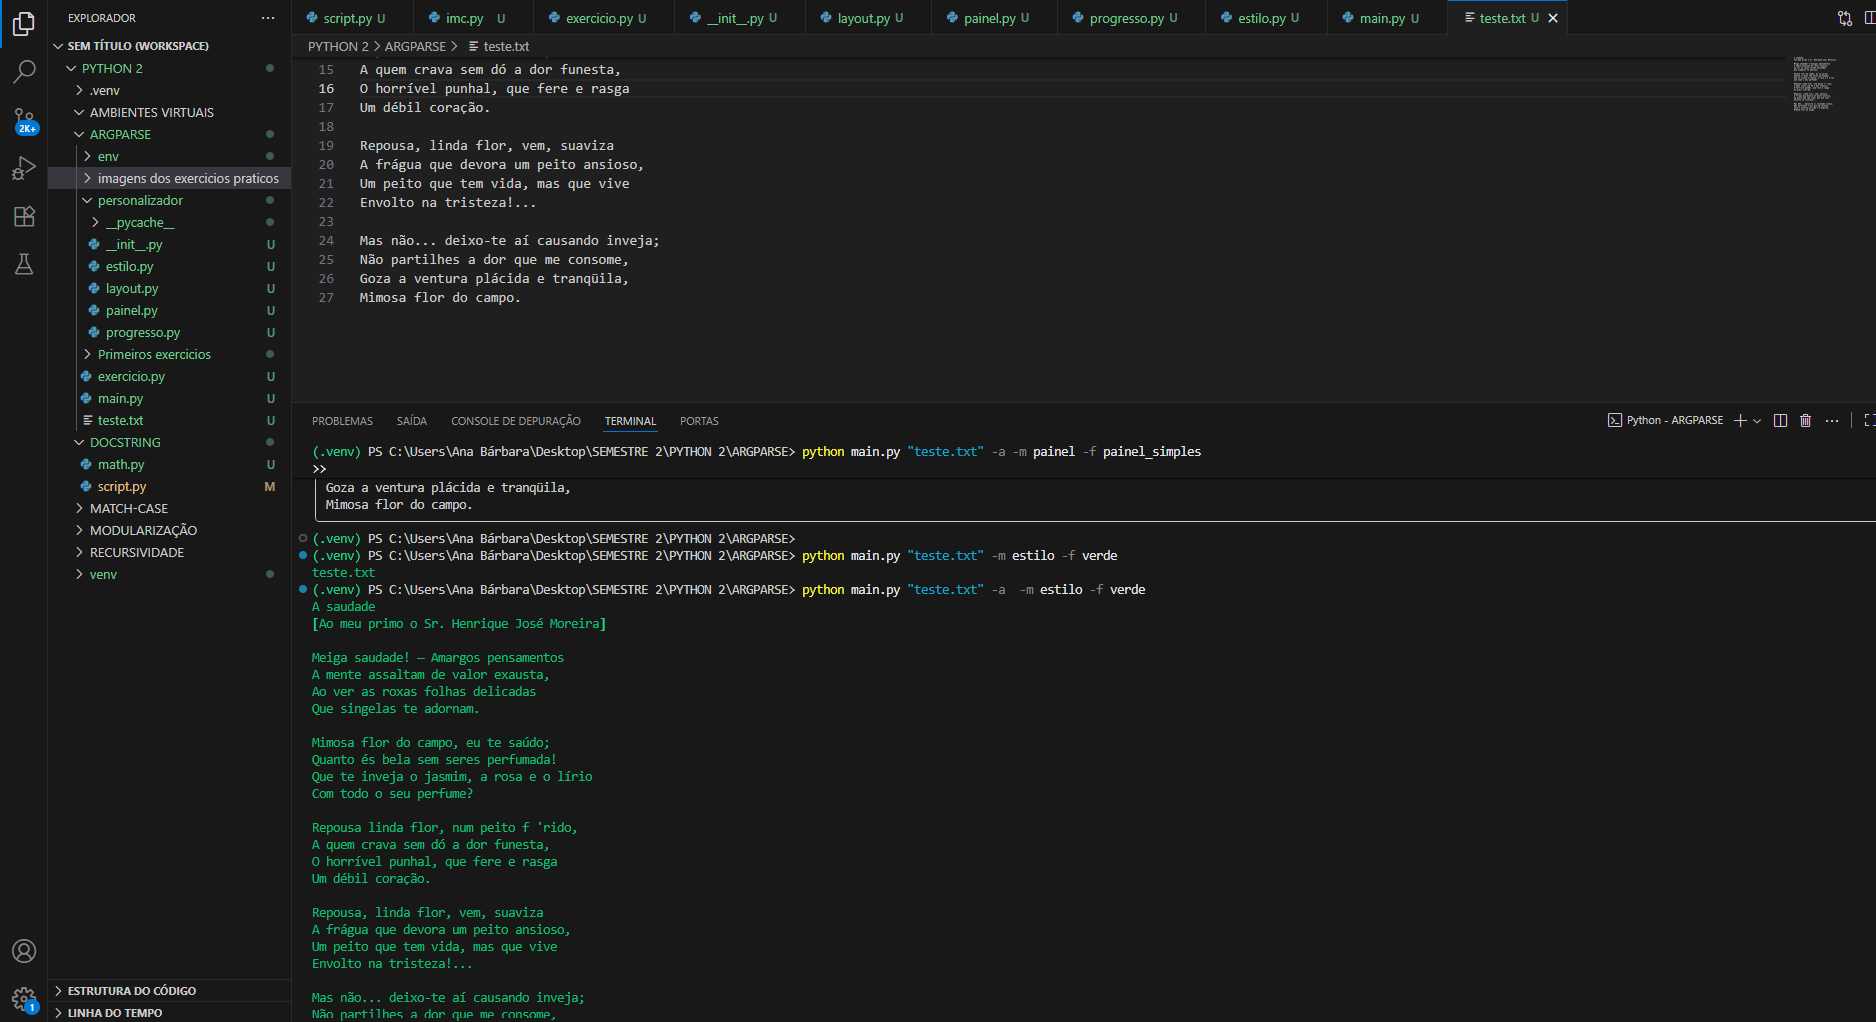 EXPLORADOR
SEM TÍTULO (WORKSPACE)
PYTHON 2
.venv
AMBIENTES VIRTUAIS
ARGPARSE
env
imagens dos exercicios praticos
personalizador
__pycache__
__init__.py U
estilo.py U
layout.py U
painel.py U
progresso.py U
Primeiros exercicios
exercicio.py U
main.py U
teste.txt U
DOCSTRING
math.py U
script.py M
MATCH-CASE
MODULARIZAÇÃO
RECURSIVIDADE
venv
ESTRUTURA DO CÓDIGO
LINHA DO TEMPO
2K+
1
script.py U imc.py U exercicio.py U __init__.py U layout.py U painel.py U progresso.py U estilo.py U main.py U teste.txt U
PYTHON 2 > ARGPARSE > teste.txt
15 A quem crava sem dó a dor funesta,
16 O horrível punhal, que fere e rasga
17 Um débil coração.
18
19 Repousa, linda flor, vem, suaviza
20 A frágua que devora um peito ansioso,
21 Um peito que tem vida, mas que vive
22 Envolto na tristeza!...
23
24 Mas não... deixo-te aí causando inveja;
25 Não partilhes a dor que me consome,
26 Goza a ventura plácida e tranqüila,
27 Mimosa flor do campo.
PROBLEMAS SAÍDA CONSOLE DE DEPURAÇÃO TERMINAL PORTAS
Python - ARGPARSE
(.venv) PS C:\Users\Ana Bárbara\Desktop\SEMESTRE 2\PYTHON 2\ARGPARSE> python main.py "teste.txt" -a -m painel -f painel_simples
>>
Goza a ventura plácida e tranqüila,
Mimosa flor do campo.
(.venv) PS C:\Users\Ana Bárbara\Desktop\SEMESTRE 2\PYTHON 2\ARGPARSE>
(.venv) PS C:\Users\Ana Bárbara\Desktop\SEMESTRE 2\PYTHON 2\ARGPARSE> python main.py "teste.txt" -m estilo -f verde
teste.txt
(.venv) PS C:\Users\Ana Bárbara\Desktop\SEMESTRE 2\PYTHON 2\ARGPARSE> python main.py "teste.txt" -a  -m estilo -f verde
A saudade
[Ao meu primo o Sr. Henrique José Moreira]

Meiga saudade! — Amargos pensamentos
A mente assaltam de valor exausta,
Ao ver as roxas folhas delicadas
Que singelas te adornam.

Mimosa flor do campo, eu te saúdo;
Quanto és bela sem seres perfumada!
Que te inveja o jasmim, a rosa e o lírio
Com todo o seu perfume?

Repousa linda flor, num peito f 'rido,
A quem crava sem dó a dor funesta,
O horrível punhal, que fere e rasga
Um débil coração.

Repousa, linda flor, vem, suaviza
A frágua que devora um peito ansioso,
Um peito que tem vida, mas que vive
Envolto na tristeza!...

Mas não... deixo-te aí causando inveja;
Não partilhes a dor que me consome,